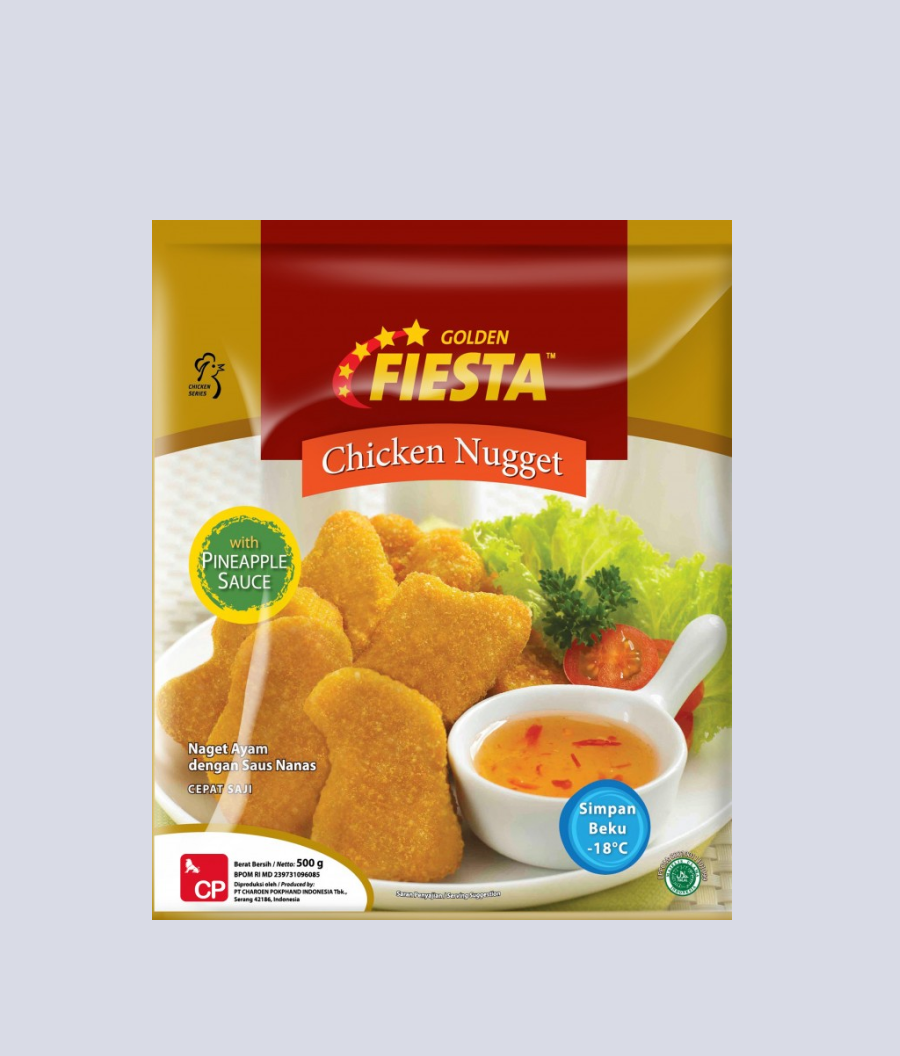 GOLDEN
FIESTA™
CHICKEN
SERIES
Chicken Nugget
with
PINEAPPLE
SAUCE
Naget Ayam
dengan Saus Nanas
CEPAT SAJI
Simpan
Beku
-18°C
CP
Berat Bersih / Netto: 500 g
BPOM RI MD 239731096085
Diproduksi oleh / Produced by:
PT CHAROEN POKPHAND INDONESIA Tbk.,
Serang 42186, Indonesia
Saran Penyajian / Serving Suggestion